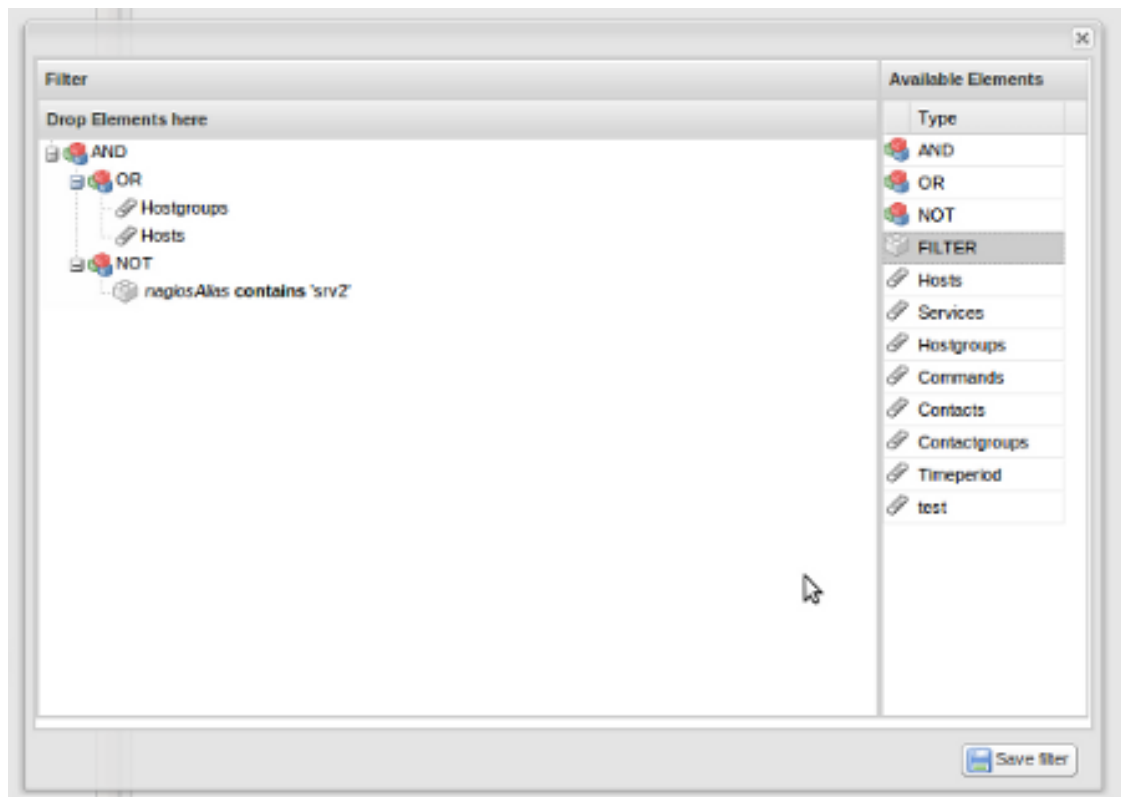 Filter
Drop Elements here
AND
OR
Hostgroups
Hosts
NOT
nagiosAlias contains 'srv2'
Available Elements
Type
AND
OR
NOT
FILTER
Hosts
Services
Hostgroups
Commands
Contacts
Contactgroups
Timeperiod
test
Save filter